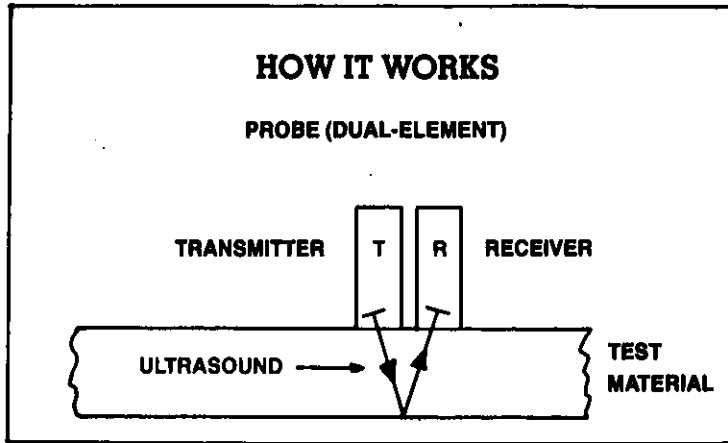 HOW IT WORKS
PROBE (DUAL-ELEMENT)
TRANSMITTER T R RECEIVER
ULTRASOUND
TEST
MATERIAL